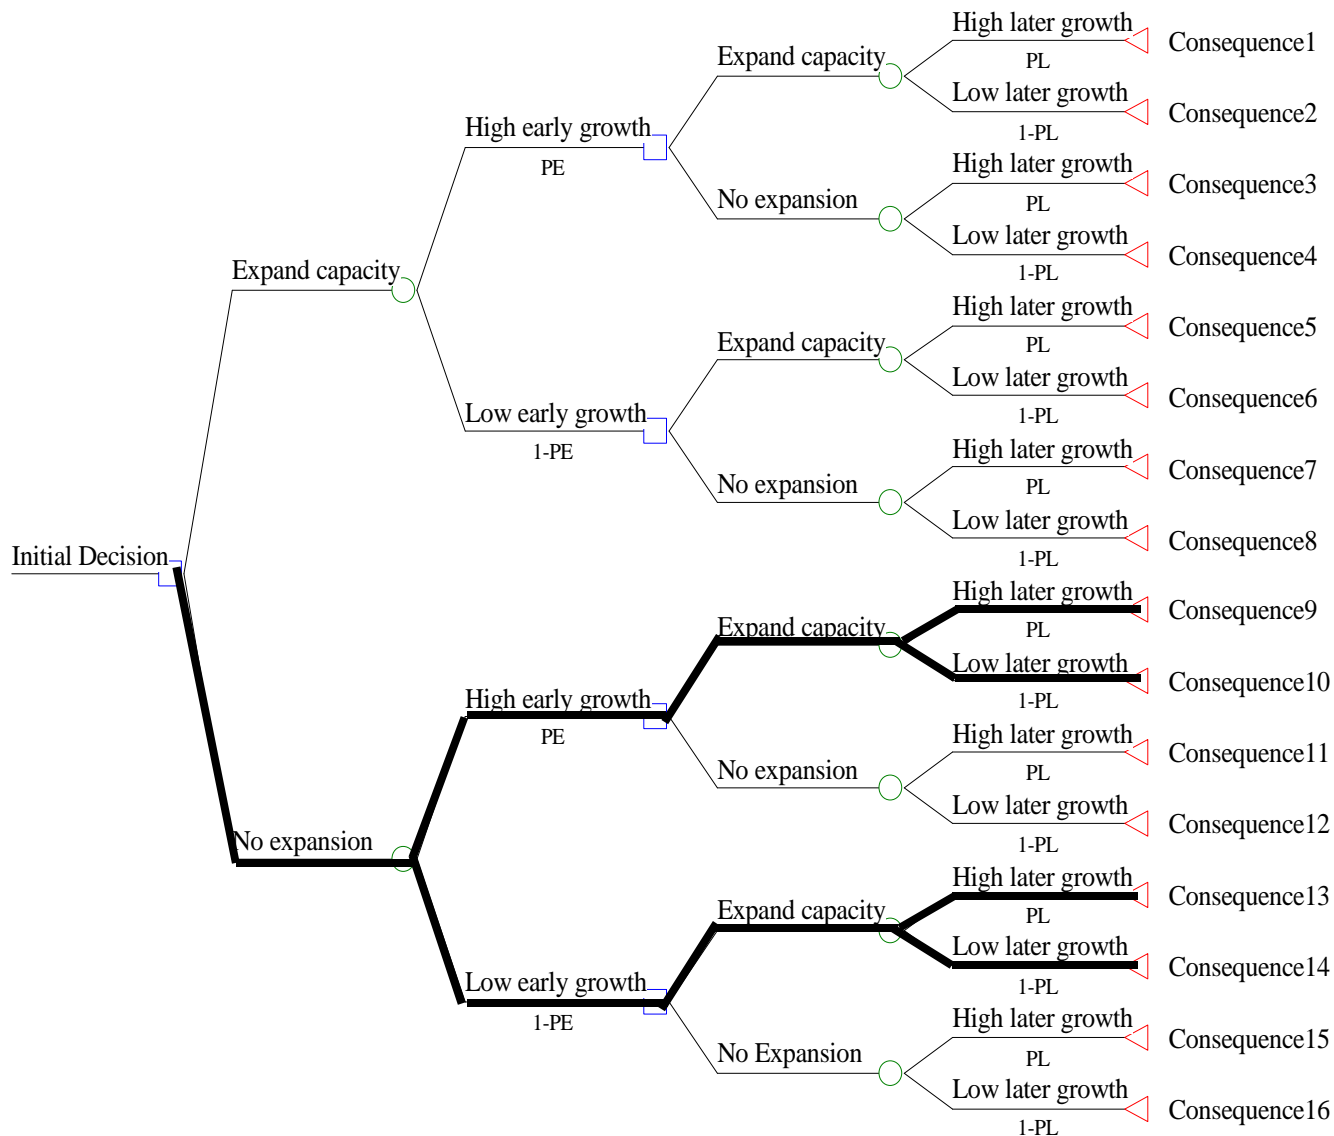 High later growth
Consequence1
Expand capacity
PL
Low later growth
Consequence2
High early growth
1-PL
PE
High later growth
Consequence3
No expansion
PL
Low later growth
Consequence4
Expand capacity
1-PL
High later growth
Consequence5
Expand capacity
PL
Low later growth
Consequence6
Low early growth
1-PL
1-PE
High later growth
Consequence7
No expansion
PL
Low later growth
Consequence8
Initial Decision
1-PL
High later growth
Consequence9
Expand capacity
PL
Low later growth
Consequence10
High early growth
1-PL
PE
High later growth
Consequence11
No expansion
PL
Low later growth
Consequence12
No expansion
1-PL
High later growth
Consequence13
Expand capacity
PL
Low later growth
Consequence14
Low early growth
1-PL
1-PE
High later growth
Consequence15
No Expansion
PL
Low later growth
Consequence16
1-PL